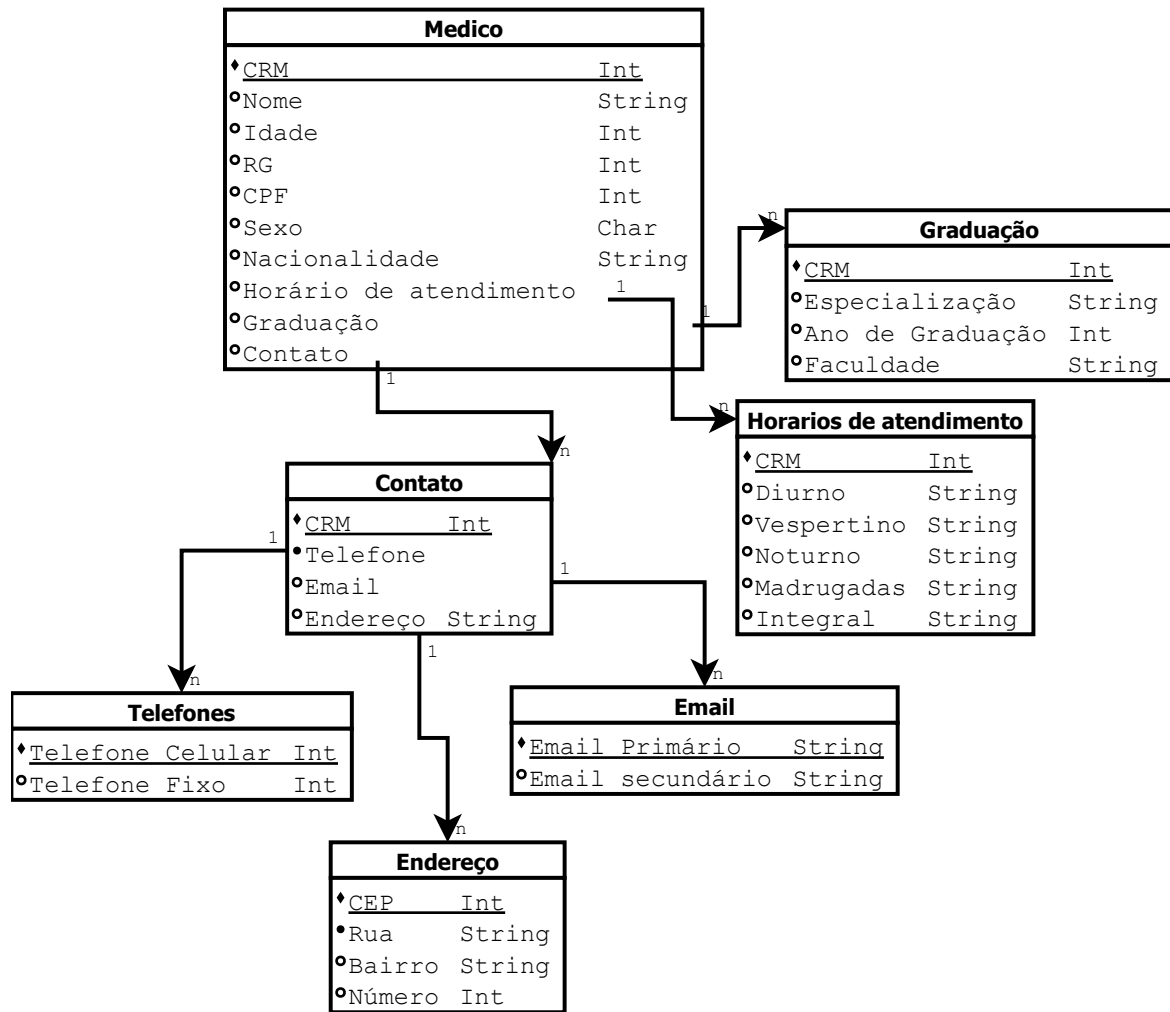 Medico
CRM Int
Nome String
Idade Int
RG Int
CPF Int
Sexo Char
Nacionalidade String
Horário de atendimento 1
Graduação 1
Contato
1
n
Graduação
CRM Int
Especialização String
Ano de Graduação Int
Faculdade String
n
Horarios de atendimento
CRM Int
Diurno String
Vespertino String
Noturno String
Madrugadas String
Integral String
n
Contato
CRM Int
Telefone
Email
Endereço String
1
1
1
n
Telefones
Telefone Celular Int
Telefone Fixo Int
n
Email
Email Primário String
Email secundário String
n
Endereço
CEP Int
Rua String
Bairro String
Número Int